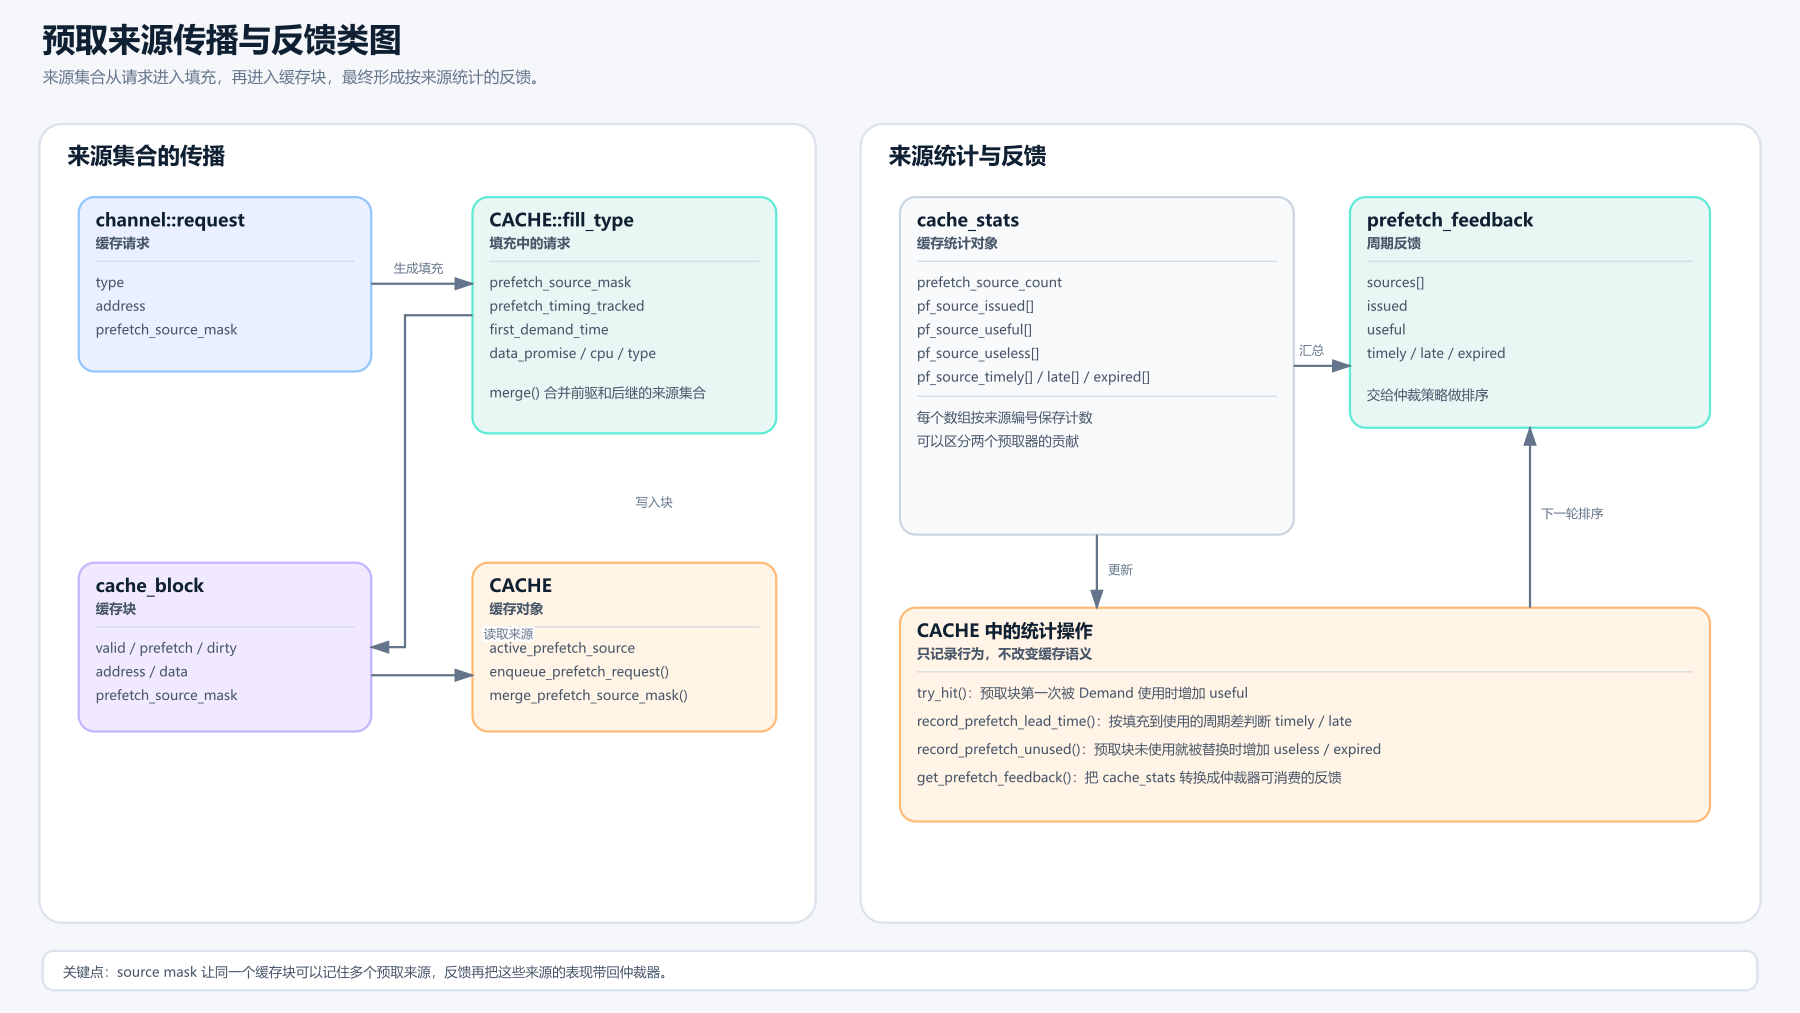 预取来源传播与反馈类图
来源集合从请求进入填充，再进入缓存块，最终形成按来源统计的反馈。
来源集合的传播
channel::request
缓存请求
type
address
prefetch_source_mask
生成填充
CACHE::fill_type
填充中的请求
prefetch_source_mask
prefetch_timing_tracked
first_demand_time
data_promise / cpu / type
merge() 合并前驱和后继的来源集合
写入块
cache_block
缓存块
valid / prefetch / dirty
address / data
prefetch_source_mask
CACHE
缓存对象
读取来源
active_prefetch_source
enqueue_prefetch_request()
merge_prefetch_source_mask()
来源统计与反馈
cache_stats
缓存统计对象
prefetch_source_count
pf_source_issued[]
pf_source_useful[]
pf_source_useless[]
pf_source_timely[] / late[] / expired[]
每个数组按来源编号保存计数
可以区分两个预取器的贡献
汇总
prefetch_feedback
周期反馈
sources[]
issued
useful
timely / late / expired
交给仲裁策略做排序
下一轮排序
更新
CACHE 中的统计操作
只记录行为，不改变缓存语义
try_hit()：预取块第一次被 Demand 使用时增加 useful
record_prefetch_lead_time()：按填充到使用的周期差判断 timely / late
record_prefetch_unused()：预取块未使用就被替换时增加 useless / expired
get_prefetch_feedback()：把 cache_stats 转换成仲裁器可消费的反馈
关键点：source mask 让同一个缓存块可以记住多个预取来源，反馈再把这些来源的表现带回仲裁器。